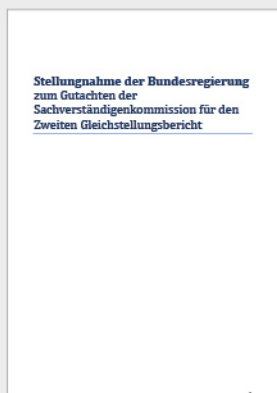 Stellungnahme der Bundesregierung
zum Gutachten der
Sachverständigenkommission für den
Zweiten Gleichstellungsbericht